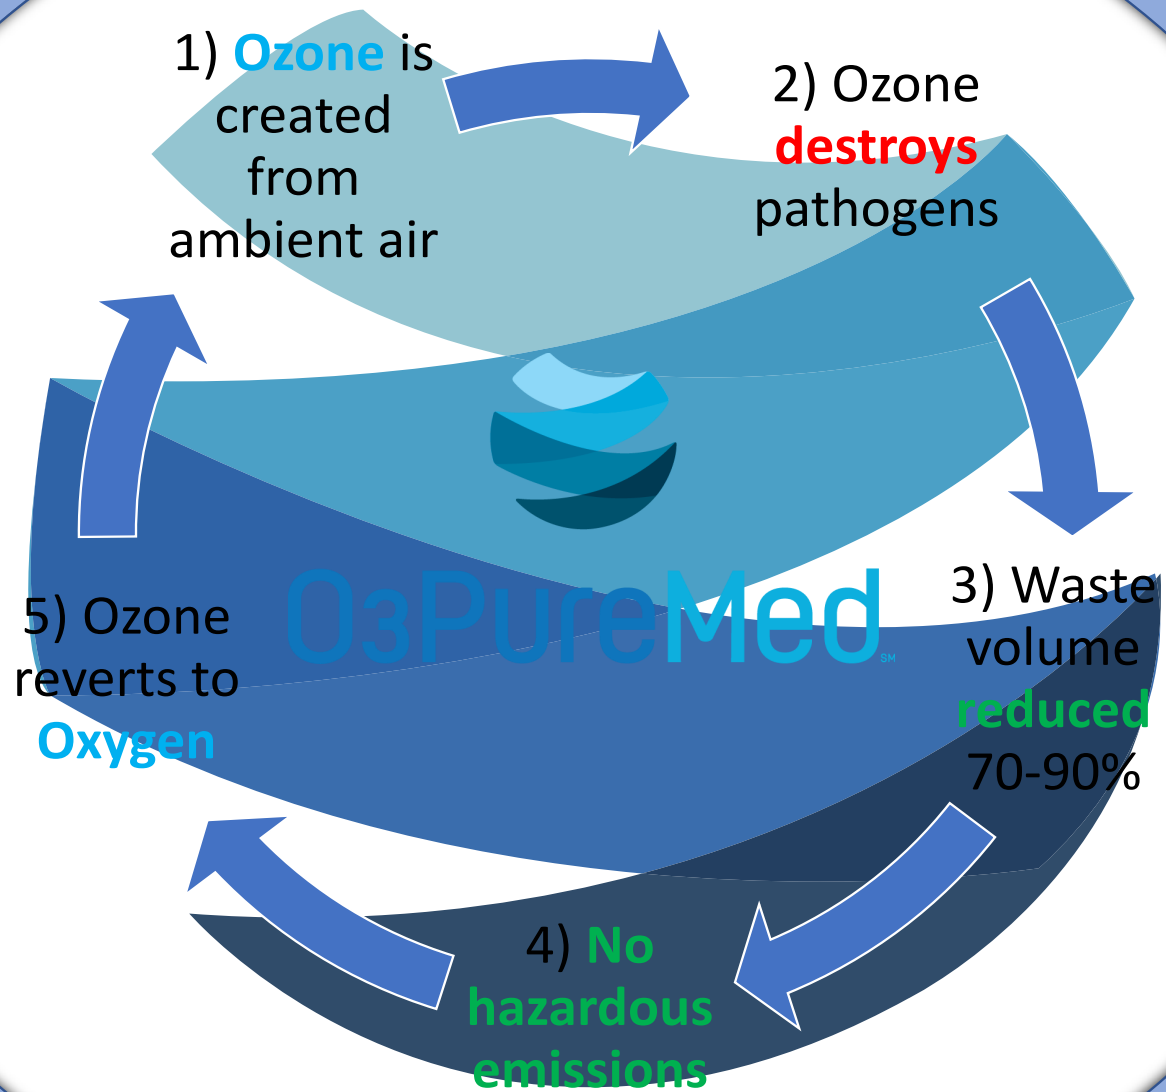 1) Ozone is
created
from
ambient air
2) Ozone
destroys
pathogens
3) Waste
volume
reduced
70-90%
4) No
hazardous
emissions
5) Ozone
reverts to
Oxygen
O3PureMed℠